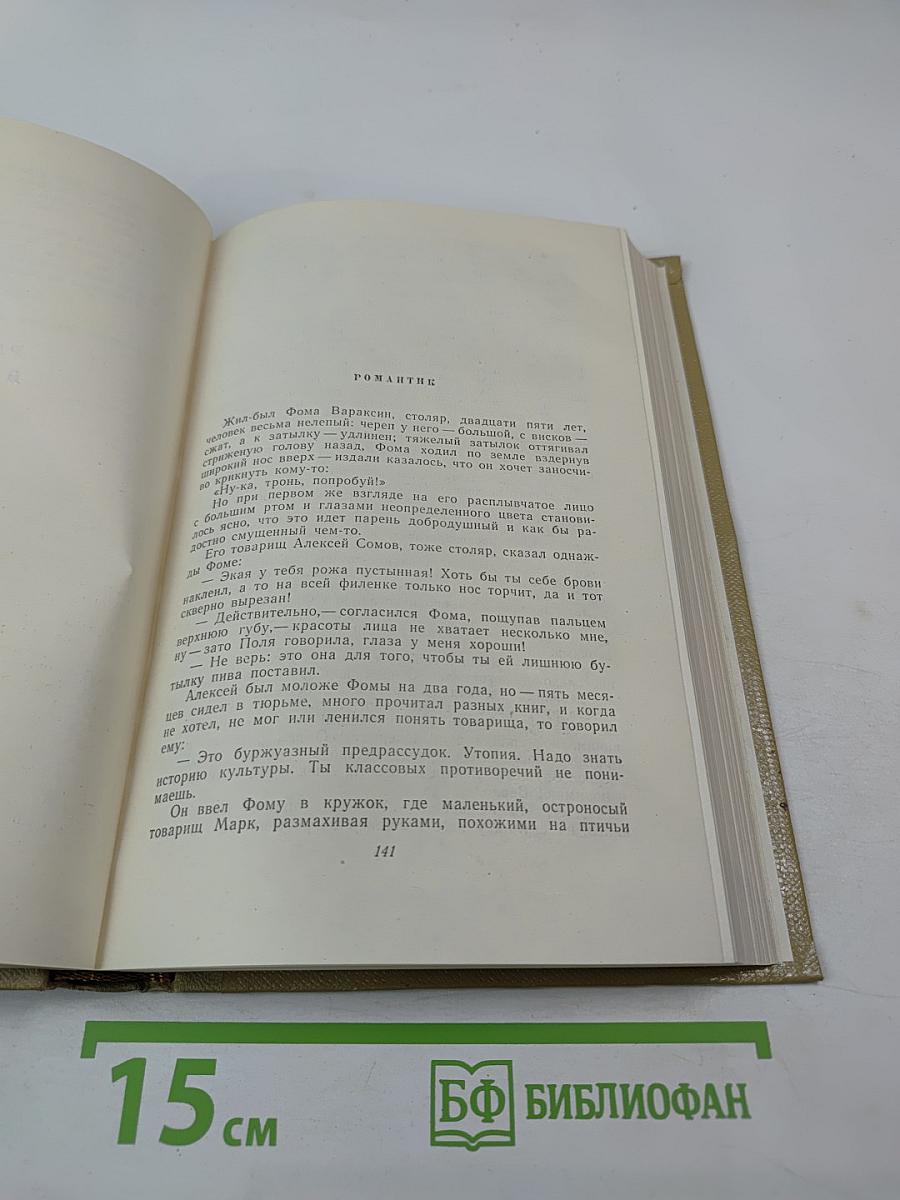 РОМАНТИК
Жил-был Фома Вараксин, столяр, двадцати пяти лет,
человек весьма нелепый: череп у него — большой, с висков —
сжат, а к затылку — удлинен; тяжелый затылок оттягивал
стриженую голову назад, Фома ходил по земле вздернув
широкий нос вверх — издали казалось, что он хочет заносчи-
во крикнуть кому-то:
«Ну-ка, тронь, попробуй!»
Но при первом же взгляде на его расплывчатое лицо
с большим ртом и глазами неопределенного цвета станови-
лось ясно, что это идет парень добродушный и как бы ра-
достно смущенный чем-то.
Его товарищ Алексей Сомов, тоже столяр, сказал однаж-
ды Фоме:
— Экая у тебя рожа пустынная! Хоть бы ты себе брови
наклеил, а то на всей филенке только нос торчит, да и тот
скверно вырезан!
— Действительно,— согласился Фома, пощупав пальцем
верхнюю губу,— красоты лица не хватает несколько мне,
ну — зато Поля говорила, глаза у меня хороши!
— Не верь: это она для того, чтобы ты ей лишнюю бу-
тылку пива поставил.
Алексей был моложе Фомы на два года, но — пять меся-
цев сидел в тюрьме, много прочитал разных книг, и когда
не хотел, не мог или ленился понять товарища, то говорил
ему:
— Это буржуазный предрассудок. Утопия. Надо знать
историю культуры. Ты классовых противоречий не пони-
маешь.
Он ввел Фому в кружок, где маленький, остроносый
товарищ Марк, размахивая руками, похожими на птичьи
141
15 см
БФ БИБЛИОФАН